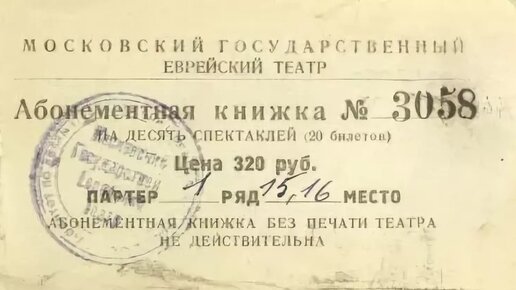 МОСКОВСКИЙ ГОСУДАРСТВЕННЫЙ
ЕВРЕЙСКИЙ ТЕАТР
Абонементная книжка № 3058
НА ДЕСЯТЬ СПЕКТАКЛЕЙ (20 билетов)
Цена 320 руб.
ПАРТЕР 1 РЯД 15,16 МЕСТО
АБОНЕМЕНТНАЯ КНИЖКА БЕЗ ПЕЧАТИ ТЕАТРА
НЕ ДЕЙСТВИТЕЛЬНА
Московский